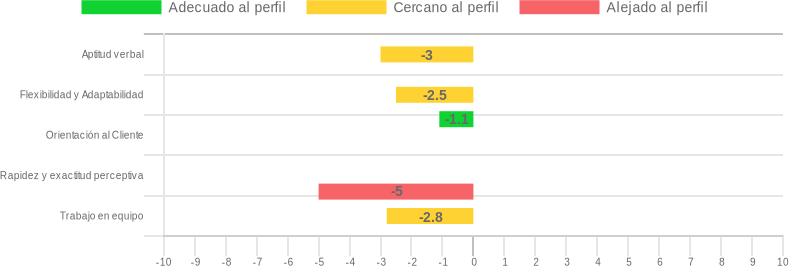 Adecuado al perfil Cercano al perfil Alejado al perfil
Aptitud verbal -3
Flexibilidad y Adaptabilidad -2.5
-1.1
Orientación al Cliente
Rapidez y exactitud perceptiva
-5
Trabajo en equipo -2.8
-10 -9 -8 -7 -6 -5 -4 -3 -2 -1 0 1 2 3 4 5 6 7 8 9 10